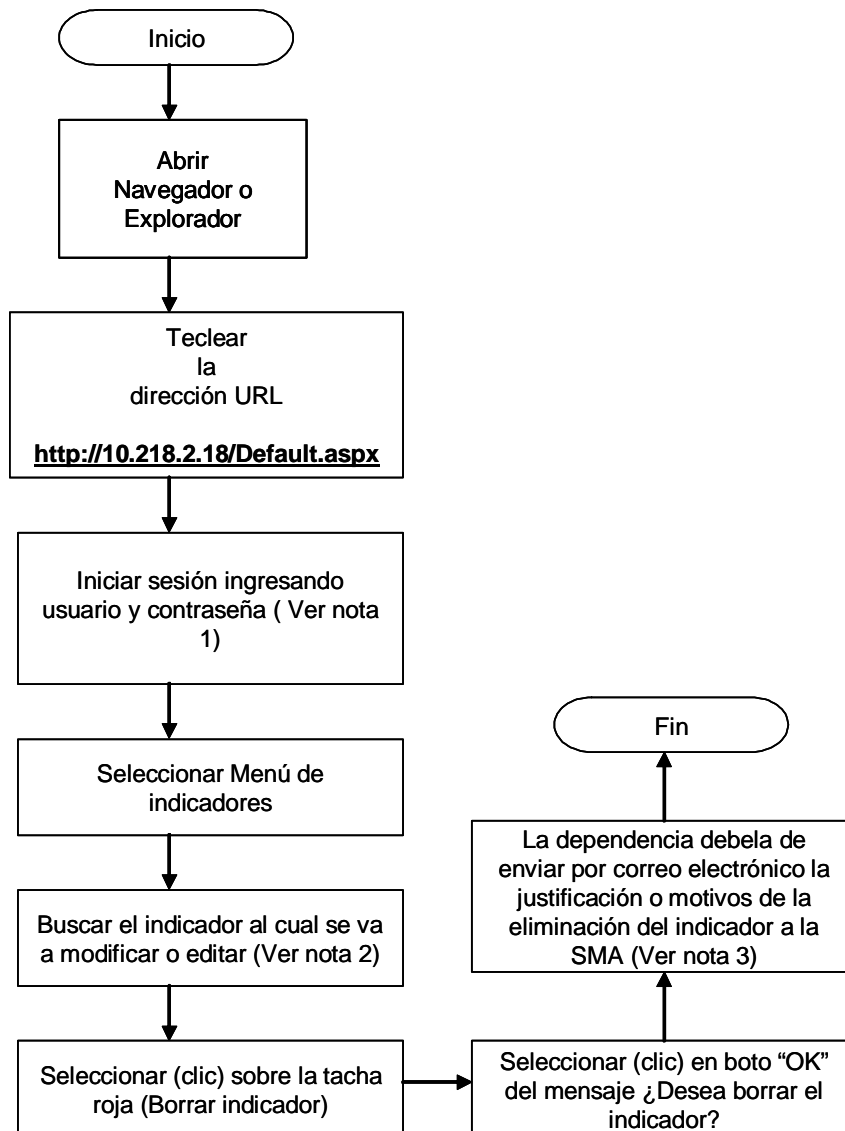 Inicio
Abrir
Navegador o
Explorador
Teclear
la
dirección URL
http://10.218.2.18/Default.aspx
Iniciar sesión ingresando
usuario y contraseña ( Ver nota
1)
Seleccionar Menú de
indicadores
Buscar el indicador al cual se va
a modificar o editar (Ver nota 2)
Seleccionar (clic) sobre la tacha
roja (Borrar indicador)
Seleccionar (clic) en boto “OK”
del mensaje ¿Desea borrar el
indicador?
La dependencia debela de
enviar por correo electrónico la
justificación o motivos de la
eliminación del indicador a la
SMA (Ver nota 3)
Fin